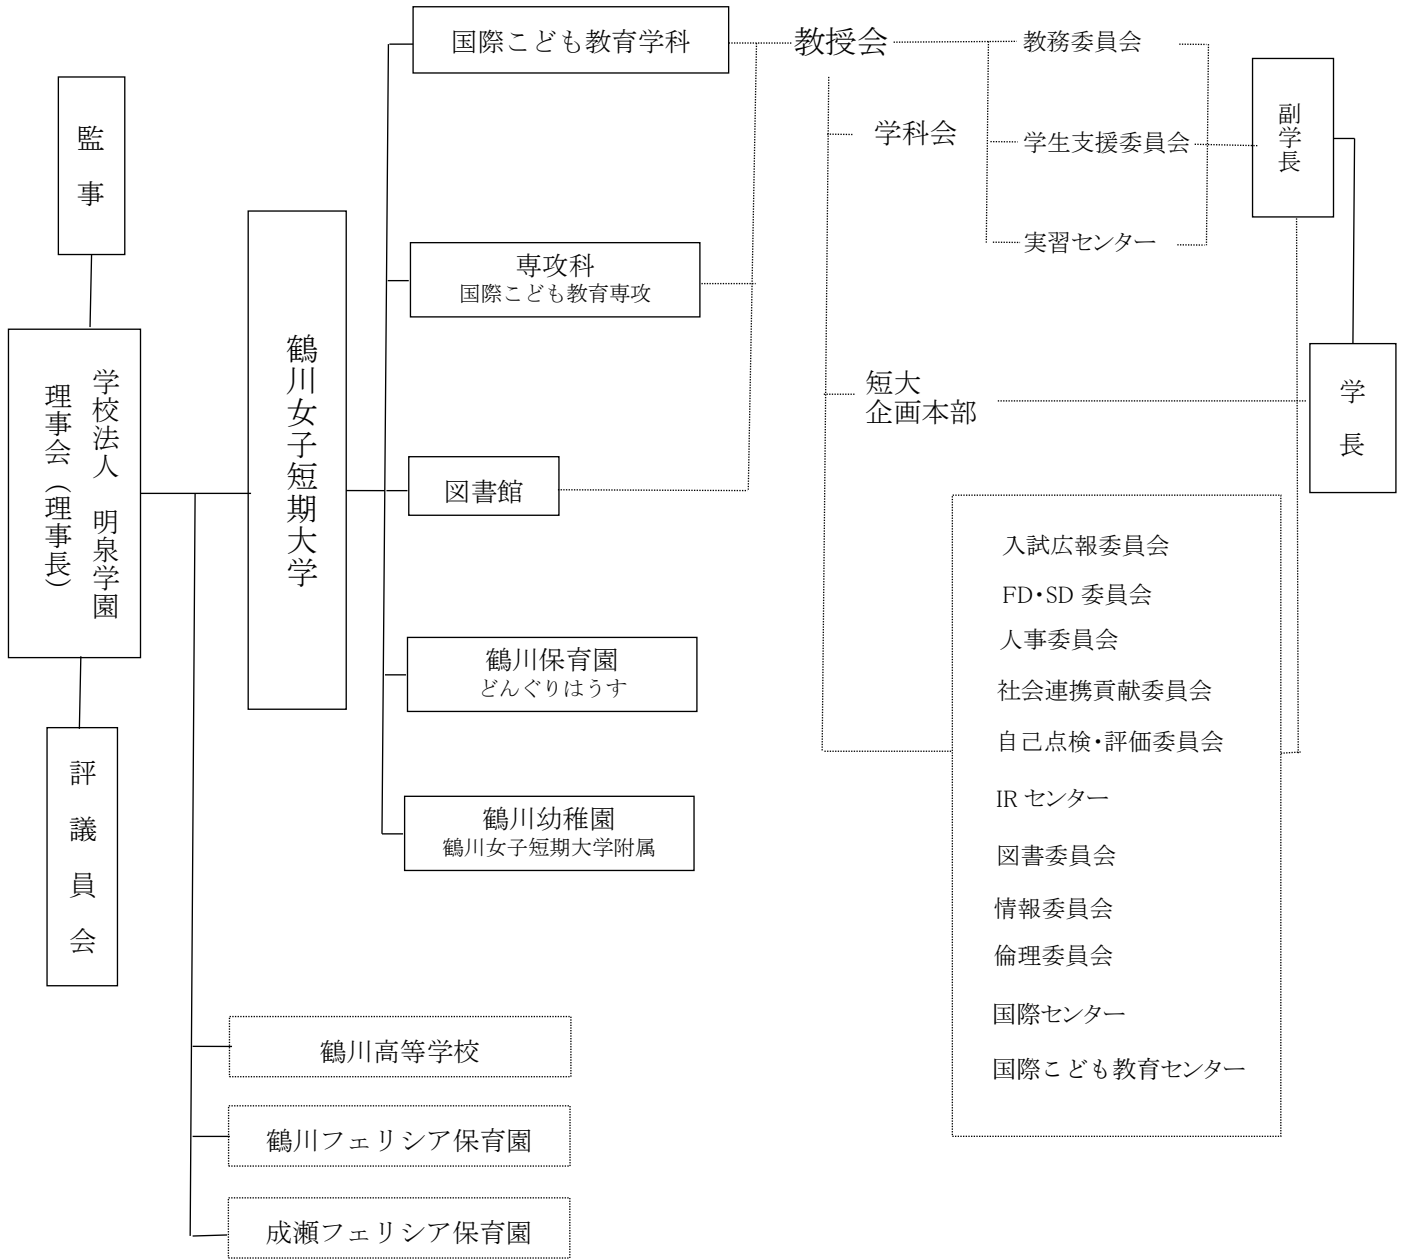 監事
学校法人　明泉学園
理事会（理事長）
評議員会
鶴川女子短期大学
国際こども教育学科
専攻科
国際こども教育専攻
図書館
鶴川保育園
どんぐりはうす
鶴川幼稚園
鶴川女子短期大学附属
鶴川高等学校
鶴川フェリシア保育園
成瀬フェリシア保育園
教授会
学科会
短大
企画本部
教務委員会
学生支援委員会
実習センター
入試広報委員会
FD・SD 委員会
人事委員会
社会連携貢献委員会
自己点検・評価委員会
IR センター
図書委員会
情報委員会
倫理委員会
国際センター
国際こども教育センター
副学長
学長